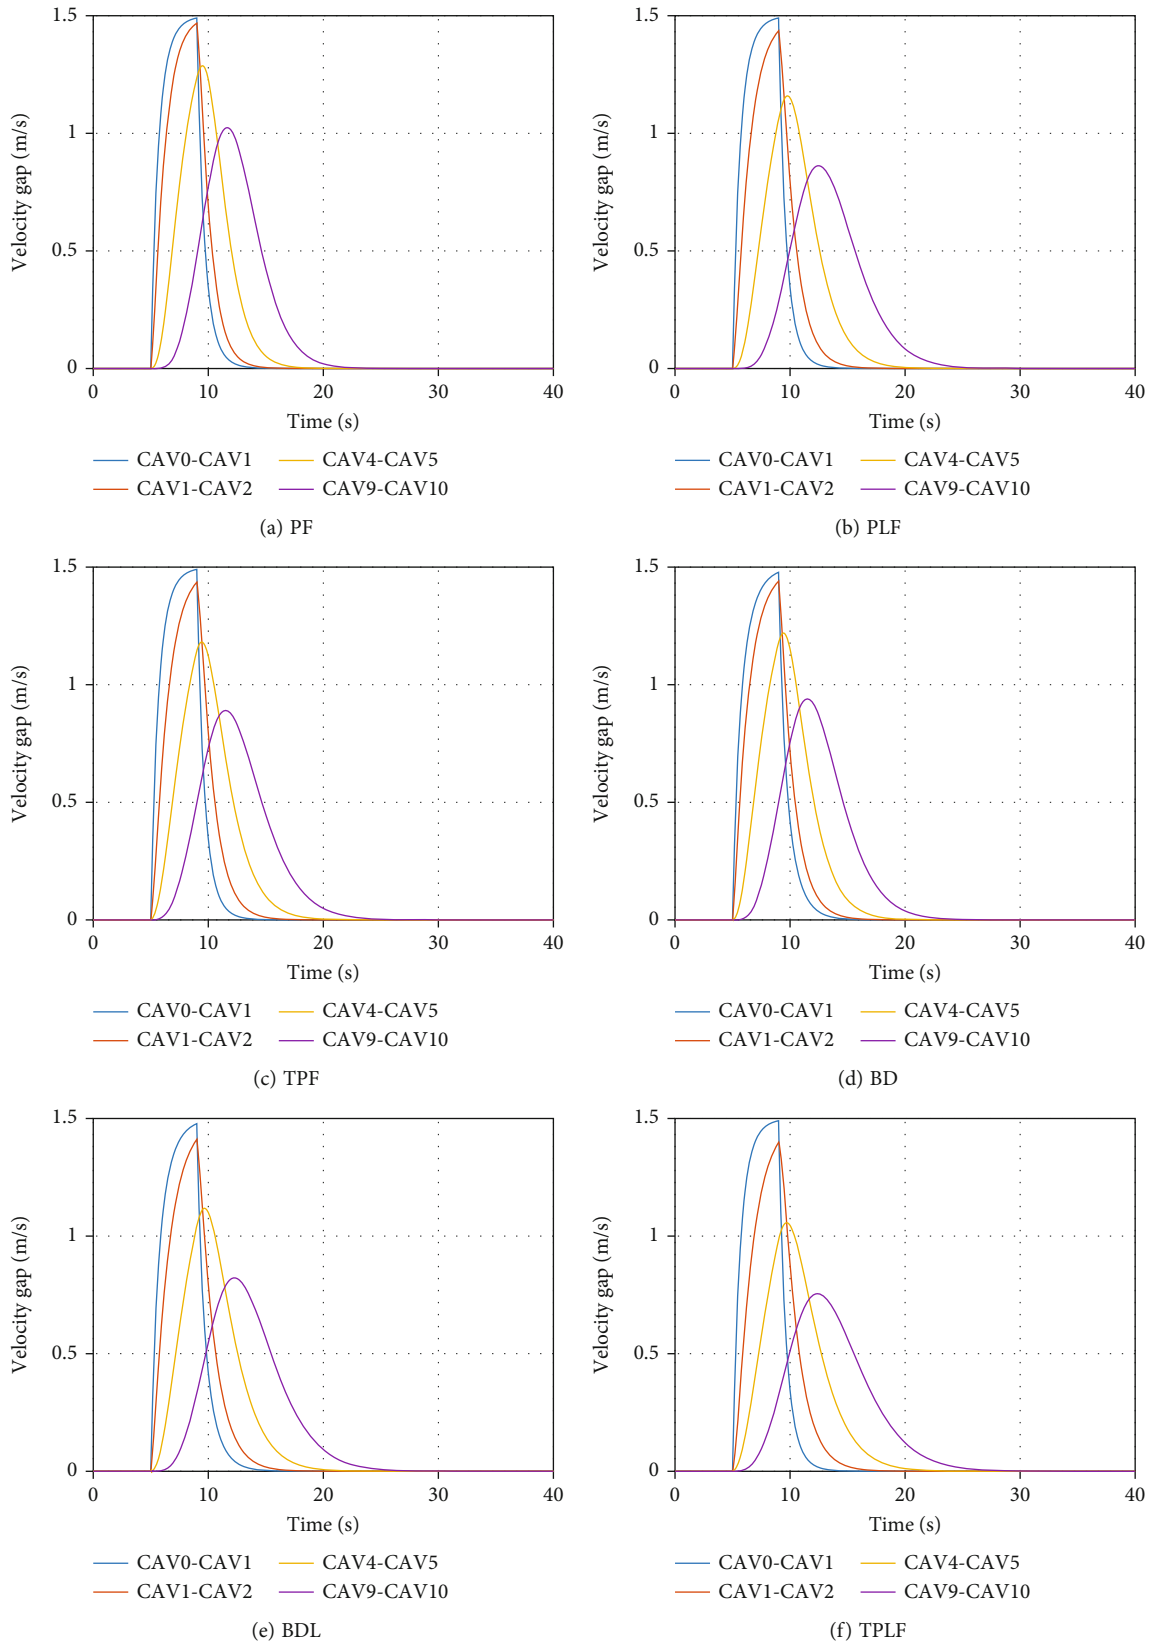 1.5
1
0.5
0
Velocity gap (m/s)
0 10 20 30 40
Time (s)
CAV0-CAV1 CAV4-CAV5
CAV1-CAV2 CAV9-CAV10
(a) PF
1.5
1
0.5
0
Velocity gap (m/s)
0 10 20 30 40
Time (s)
CAV0-CAV1 CAV4-CAV5
CAV1-CAV2 CAV9-CAV10
(b) PLF
1.5
1
0.5
0
Velocity gap (m/s)
0 10 20 30 40
Time (s)
CAV0-CAV1 CAV4-CAV5
CAV1-CAV2 CAV9-CAV10
(c) TPF
1.5
1
0.5
0
Velocity gap (m/s)
0 10 20 30 40
Time (s)
CAV0-CAV1 CAV4-CAV5
CAV1-CAV2 CAV9-CAV10
(d) BD
1.5
1
0.5
0
Velocity gap (m/s)
0 10 20 30 40
Time (s)
CAV0-CAV1 CAV4-CAV5
CAV1-CAV2 CAV9-CAV10
(e) BDL
1.5
1
0.5
0
Velocity gap (m/s)
0 10 20 30 40
Time (s)
CAV0-CAV1 CAV4-CAV5
CAV1-CAV2 CAV9-CAV10
(f) TPLF